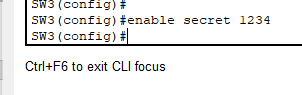 SW3(config)#
SW3(config)#enable secret 1234
SW3(config)#
Ctrl+F6 to exit CLI focus